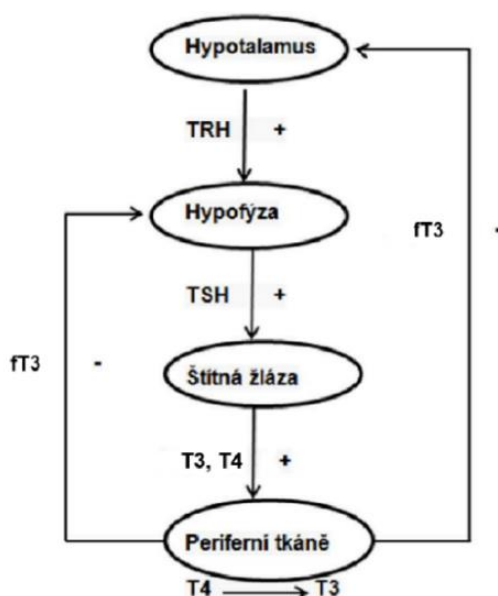 Hypotalamus
TRH +
Hypofýza
fT3 -
TSH +
Štítná žláza
fT3 -
T3, T4 +
Periferní tkáně
T4 T3